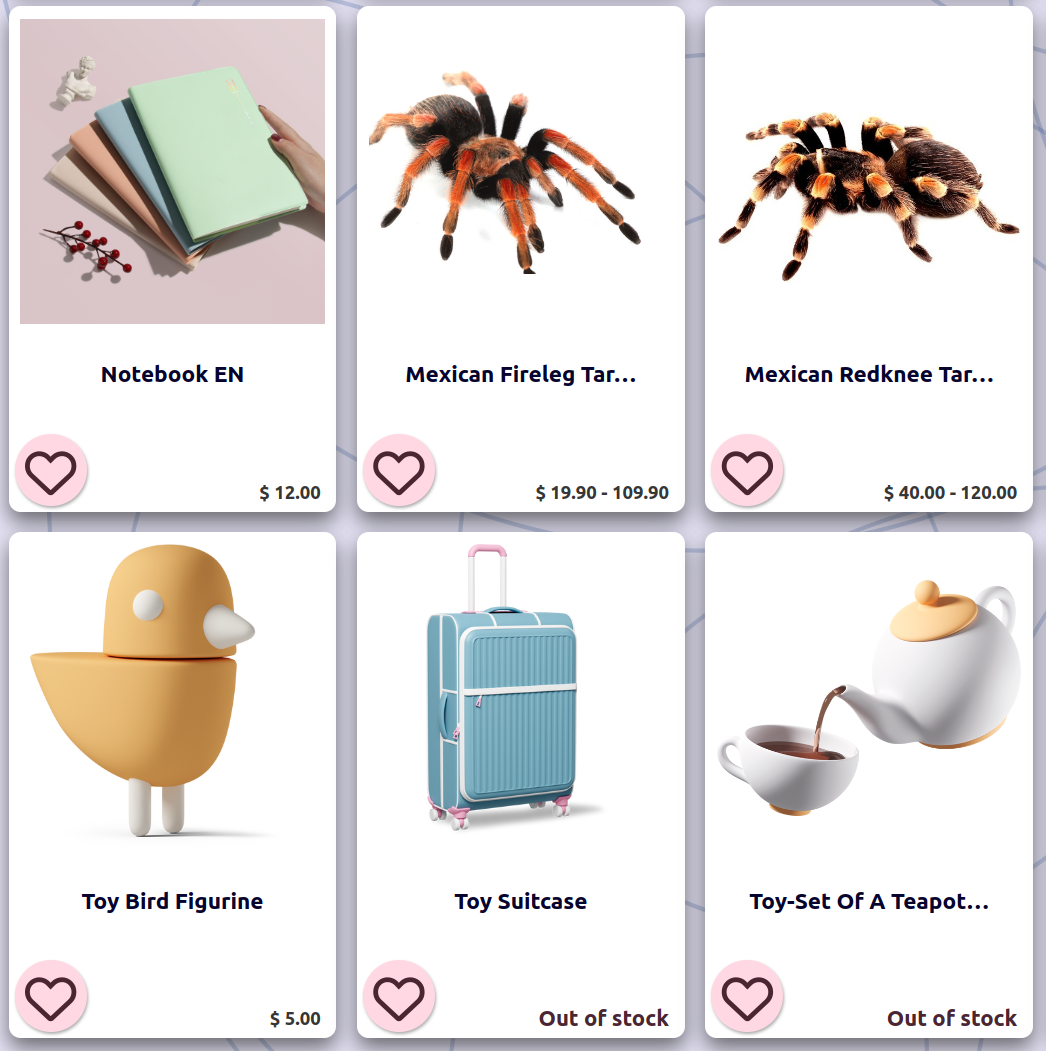 Notebook EN
Mexican Fireleg Tar...
Mexican Redknee Tar...
$ 12.00
$ 19.90 - 109.90
$ 40.00 - 120.00
Toy Bird Figurine
Toy Suitcase
Toy-Set Of A Teapot...
$ 5.00
Out of stock
Out of stock